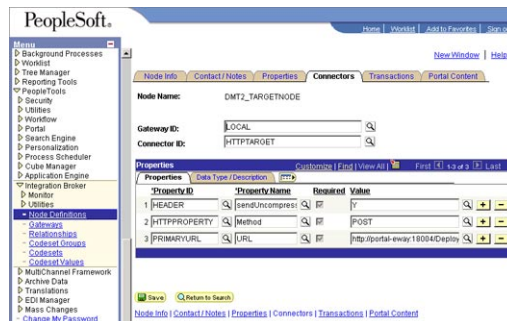 PeopleSoft.
Home | Worklist | Add to Favorites | Sign o
Menu
Background Processes
Worklist
Tree Manager
Reporting Tools
PeopleTools
Security
Utilities
Workflow
Portal
Search Engine
Personalization
Process Scheduler
Cube Manager
Application Engine
Integration Broker
Monitor
Utilities
- Node Definitions
- Gateways
- Relationships
- Codeset Groups
- Codesets
- Codeset Values
MultiChannel Framework
Archive Data
Translations
EDI Manager
Mass Changes
- Change My Password
New Window | Help
Node Info Contact / Notes Properties Connectors Transactions Portal Content
Node Name: DMT2_TARGETNODE
Gateway ID: LOCAL
Connector ID: HTTPTARGET
Properties Customize | Find | View All | First 1-3 of 3 Last
Properties Data Type / Description
*Property ID *Property Name Required Value
1 HEADER sendUncompress Y + -
2 HTTPPROPERTY Method POST + -
3 PRIMARYURL URL http://portal-eway:18004/Deploy + -
Save Return to Search
Node Info | Contact / Notes | Properties | Connectors | Transactions | Portal Content